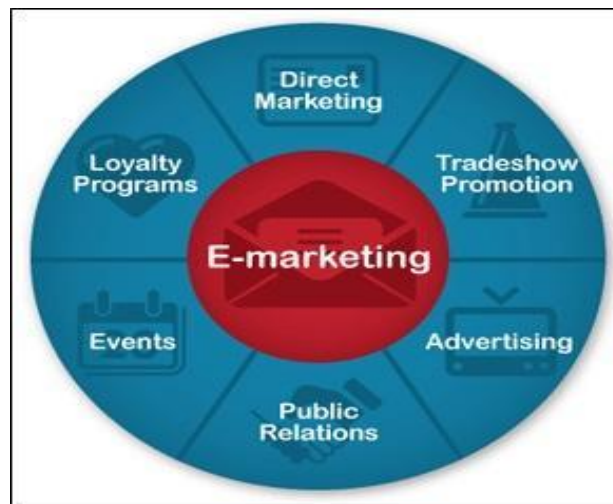 Direct
Marketing
Loyalty
Programs
Tradeshow
Promotion
E-marketing
Events
Advertising
Public
Relations